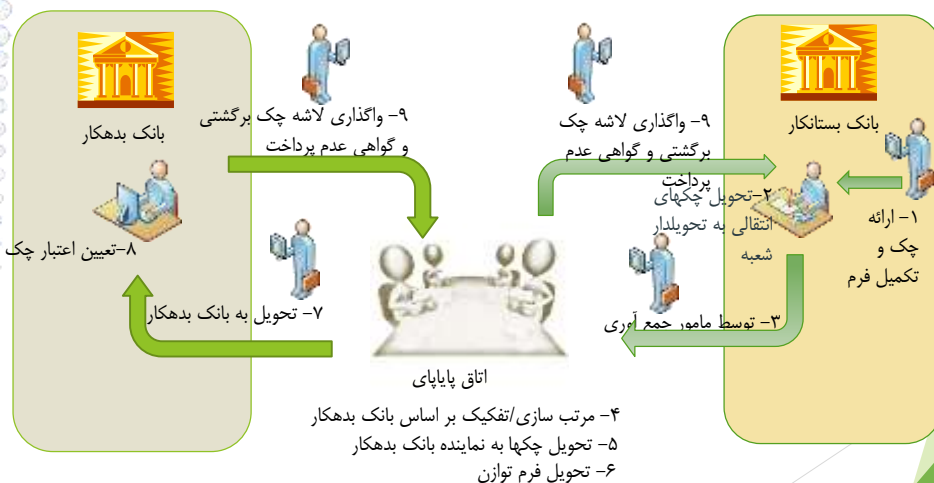 بانک بستانکار
۱- ارائه
چک و
تکمیل فرم
۲-تحویل چکهای
انتقالی به تحویلدار
شعبه
۳- توسط مامور جمع آوری
اتاق پایاپای
۴- مرتب سازی/تفکیک بر اساس بانک بدهکار
۵- تحویل چکها به نماینده بانک بدهکار
۶- تحویل فرم توازن
۷- تحویل به بانک بدهکار
بانک بدهکار
۸-تعیین اعتبار چک
۹- واگذاری لاشه چک برگشتی
و گواهی عدم پرداخت
۹- واگذاری لاشه چک
برگشتی و گواهی عدم
پرداخت